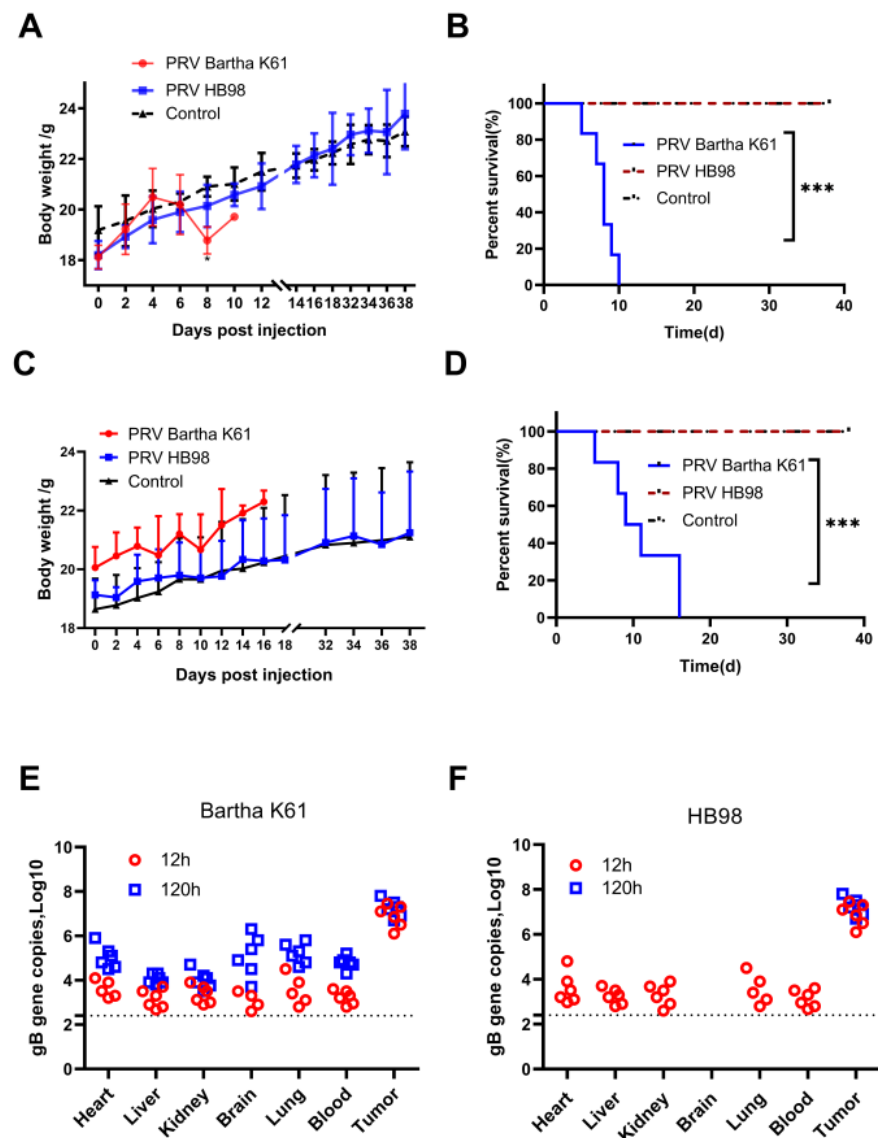 A
PRV Bartha K61
PRV HB98
Control
Body weight /g
24
22
20
18
0 2 4 6 8 10 12 14 16 18 32 34 36 38
*
Days post injection
B
Percent survival(%)
100
80
60
40
20
0
PRV Bartha K61
PRV HB98
Control
***
0 10 20 30 40
Time(d)
C
PRV Bartha K61
PRV HB98
Control
Body weight /g
24
22
20
18
0 2 4 6 8 10 12 14 16 18 32 34 36 38
Days post injection
D
Percent survival(%)
100
80
60
40
20
0
PRV Bartha K61
PRV HB98
Control
***
0 10 20 30 40
Time(d)
E
Bartha K61
gB gene copies,Log10
10
8
6
4
2
0
12h
120h
Heart Liver Kidney Brain Lung Blood Tumor
F
HB98
gB gene copies,Log10
10
8
6
4
2
0
12h
120h
Heart Liver Kidney Brain Lung Blood Tumor